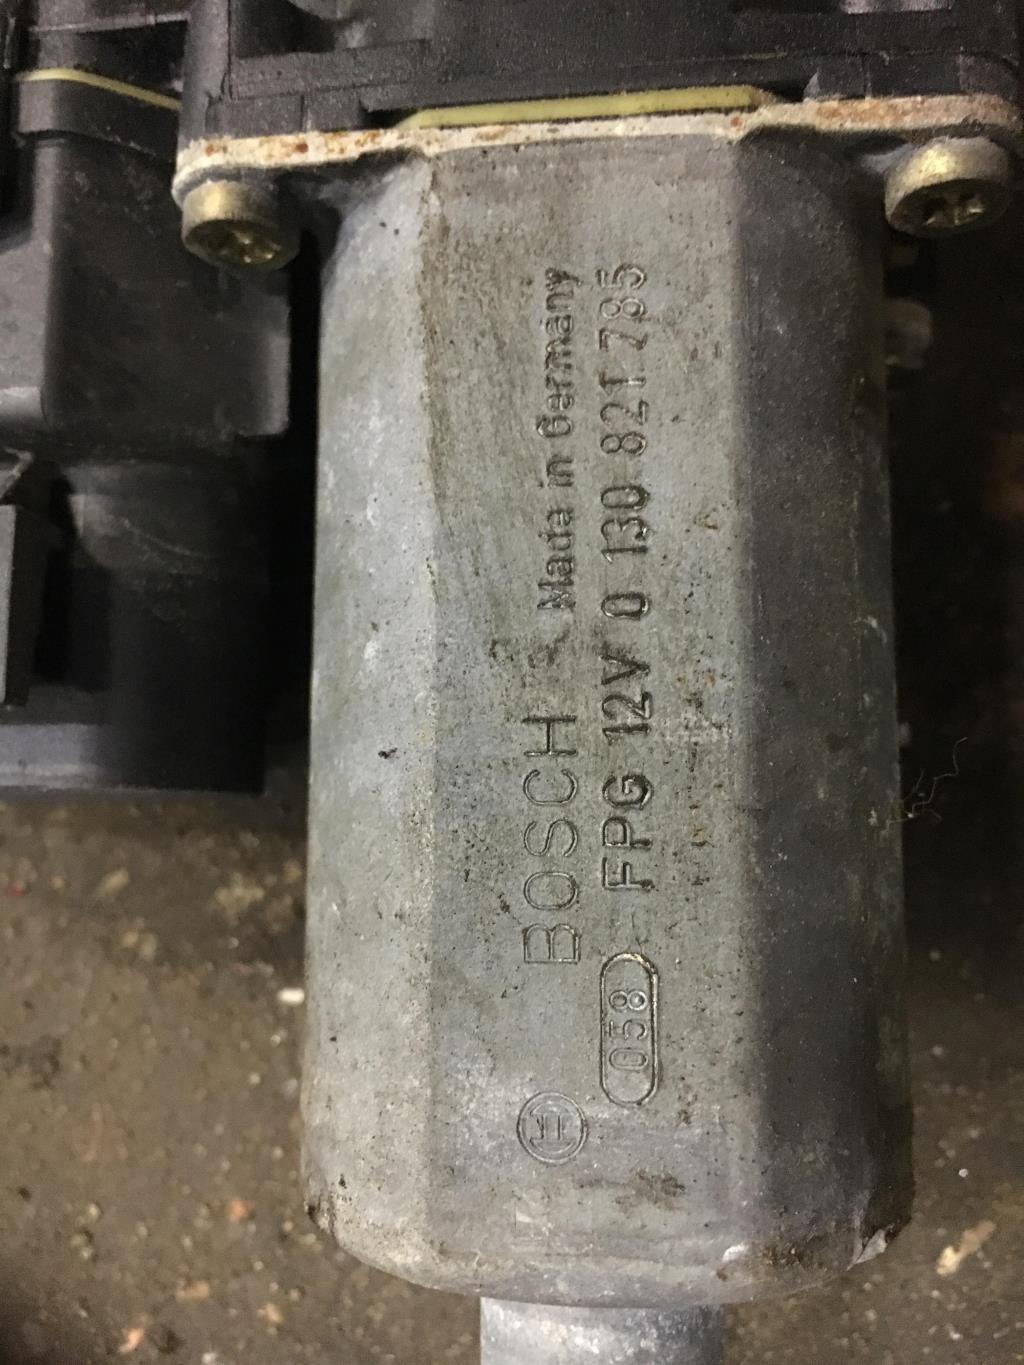 BOSCH Made in Germany
058 FPG 12V 0 130 821 785